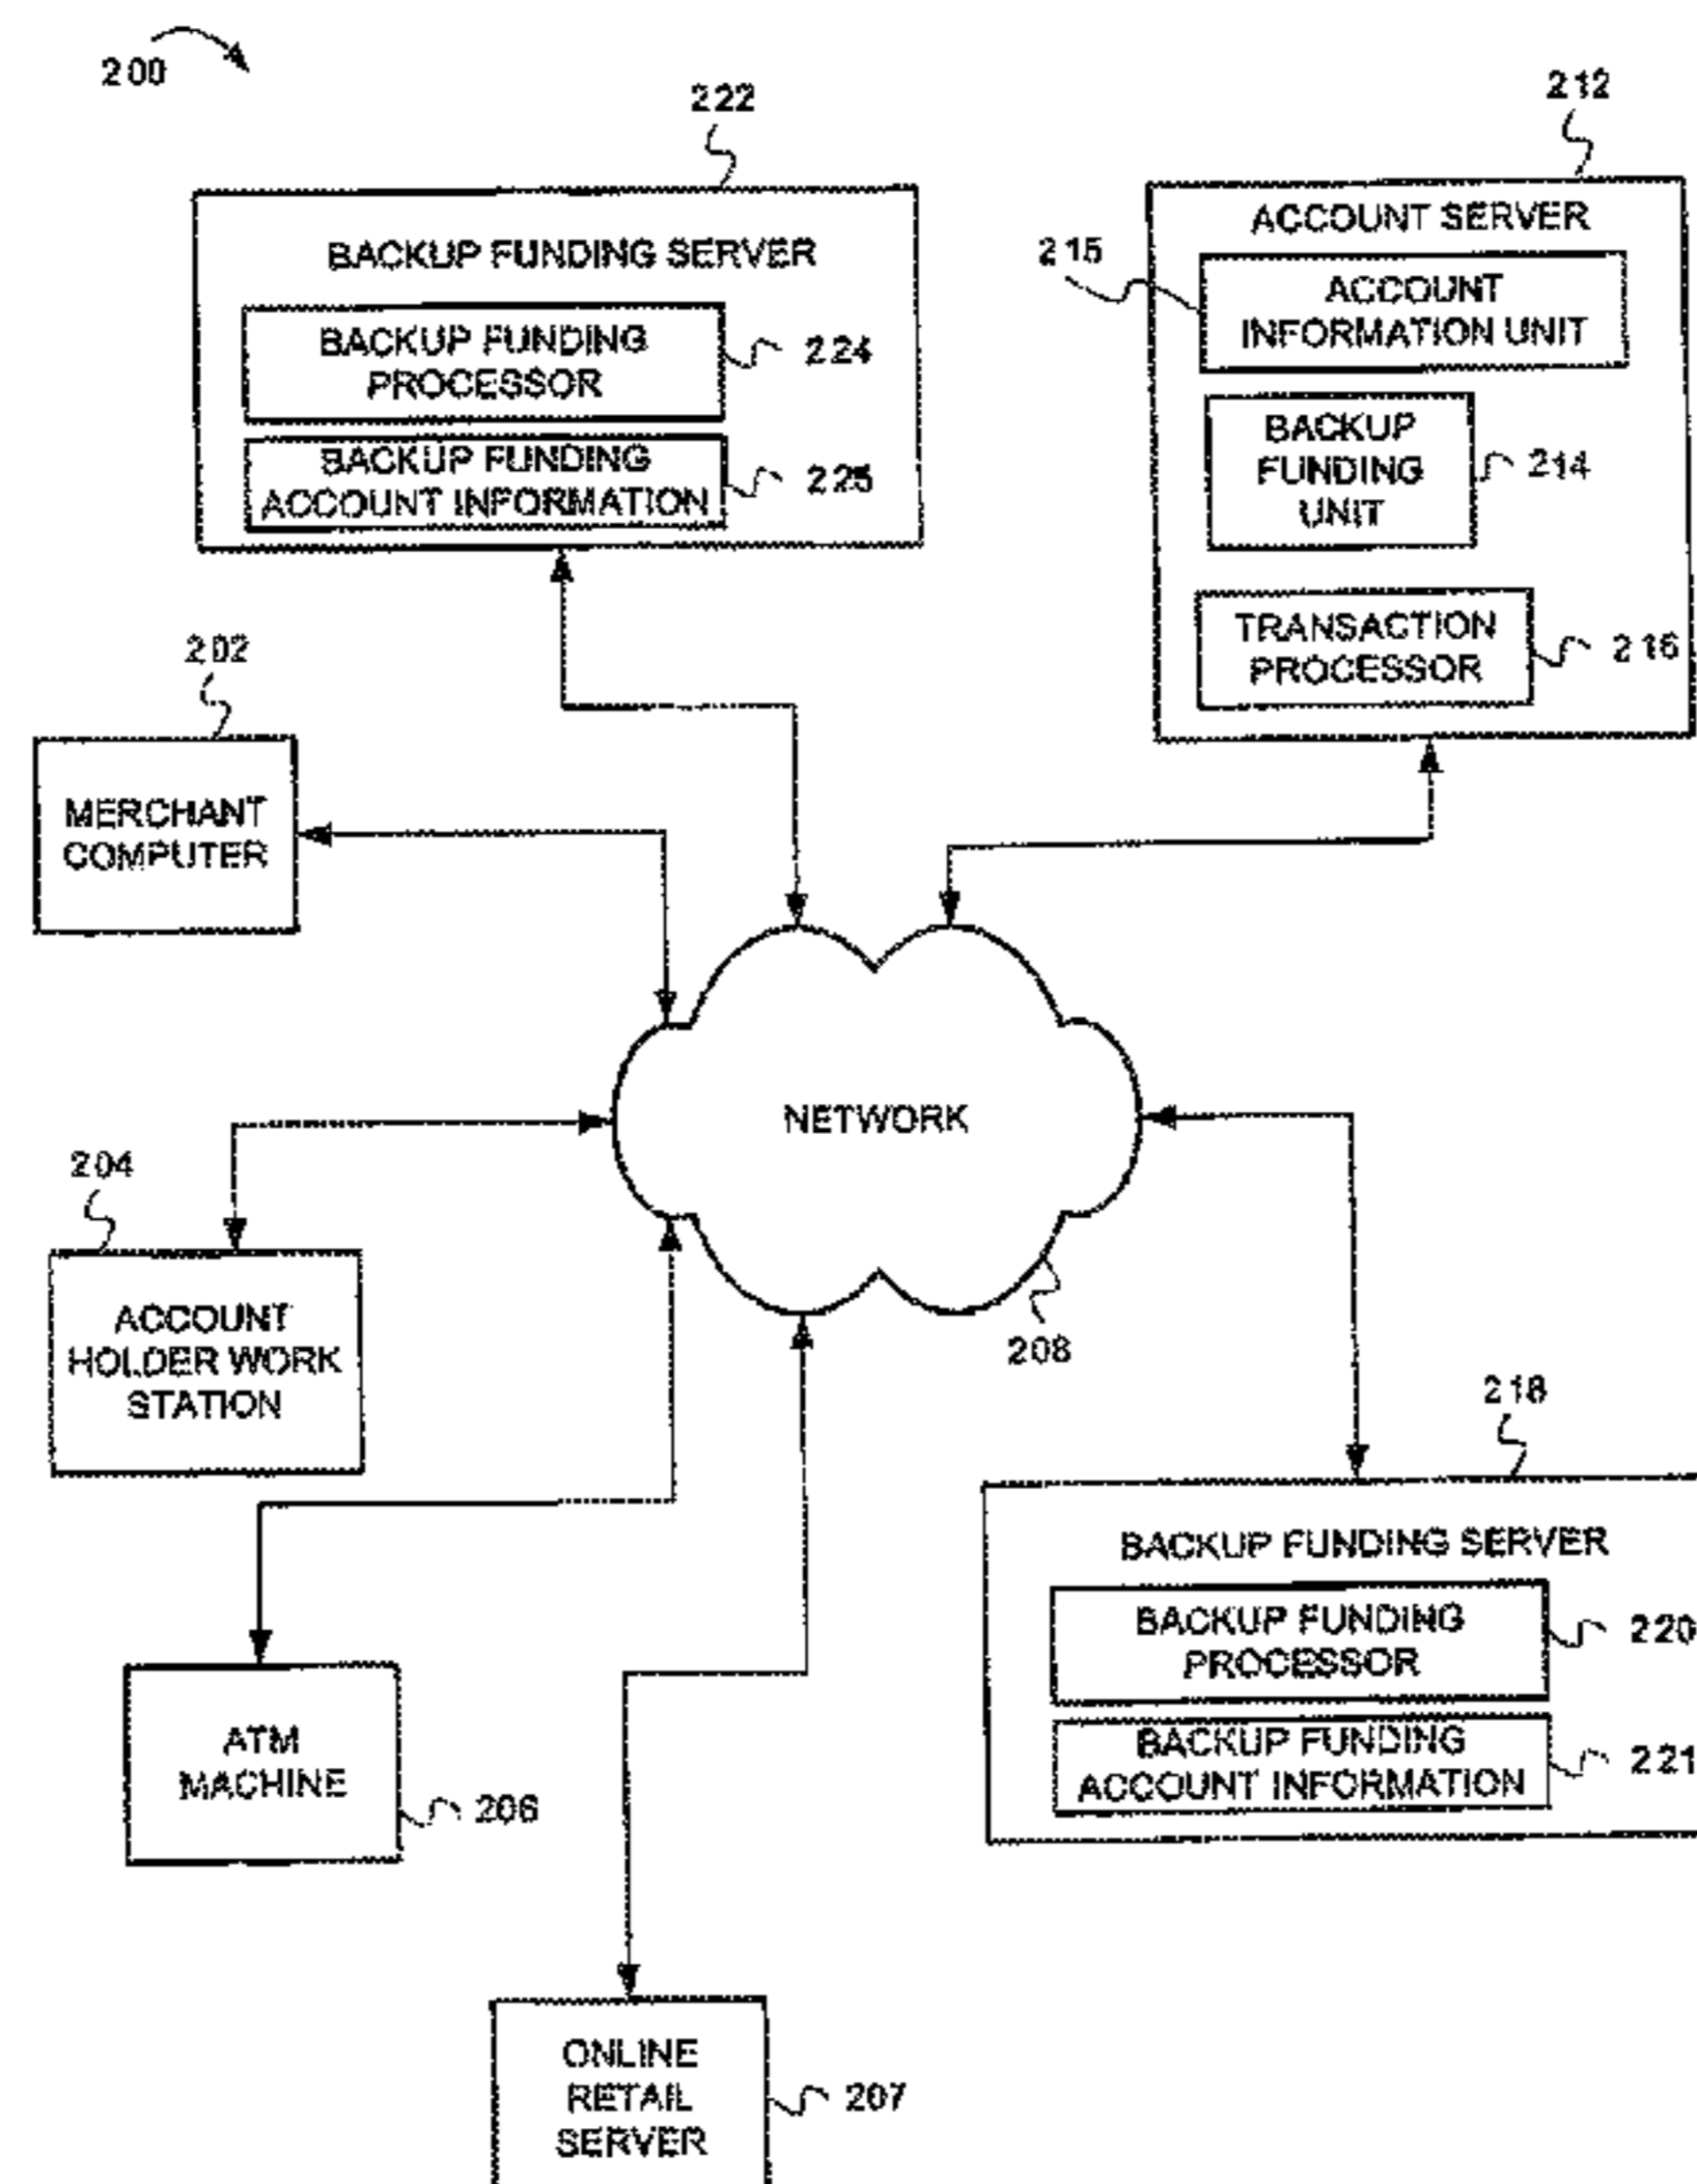 200
222
212
BACKUP FUNDING SERVER
BACKUP FUNDING
PROCESSOR
224
BACKUP FUNDING
ACCOUNT INFORMATION
225
ACCOUNT SERVER
215
ACCOUNT
INFORMATION UNIT
BACKUP
FUNDING
UNIT
214
TRANSACTION
PROCESSOR
216
202
MERCHANT
COMPUTER
NETWORK
208
204
ACCOUNT
HOLDER WORK
STATION
218
BACKUP FUNDING SERVER
BACKUP FUNDING
PROCESSOR
220
BACKUP FUNDING
ACCOUNT INFORMATION
221
ATM
MACHINE
206
ONLINE
RETAIL
SERVER
207